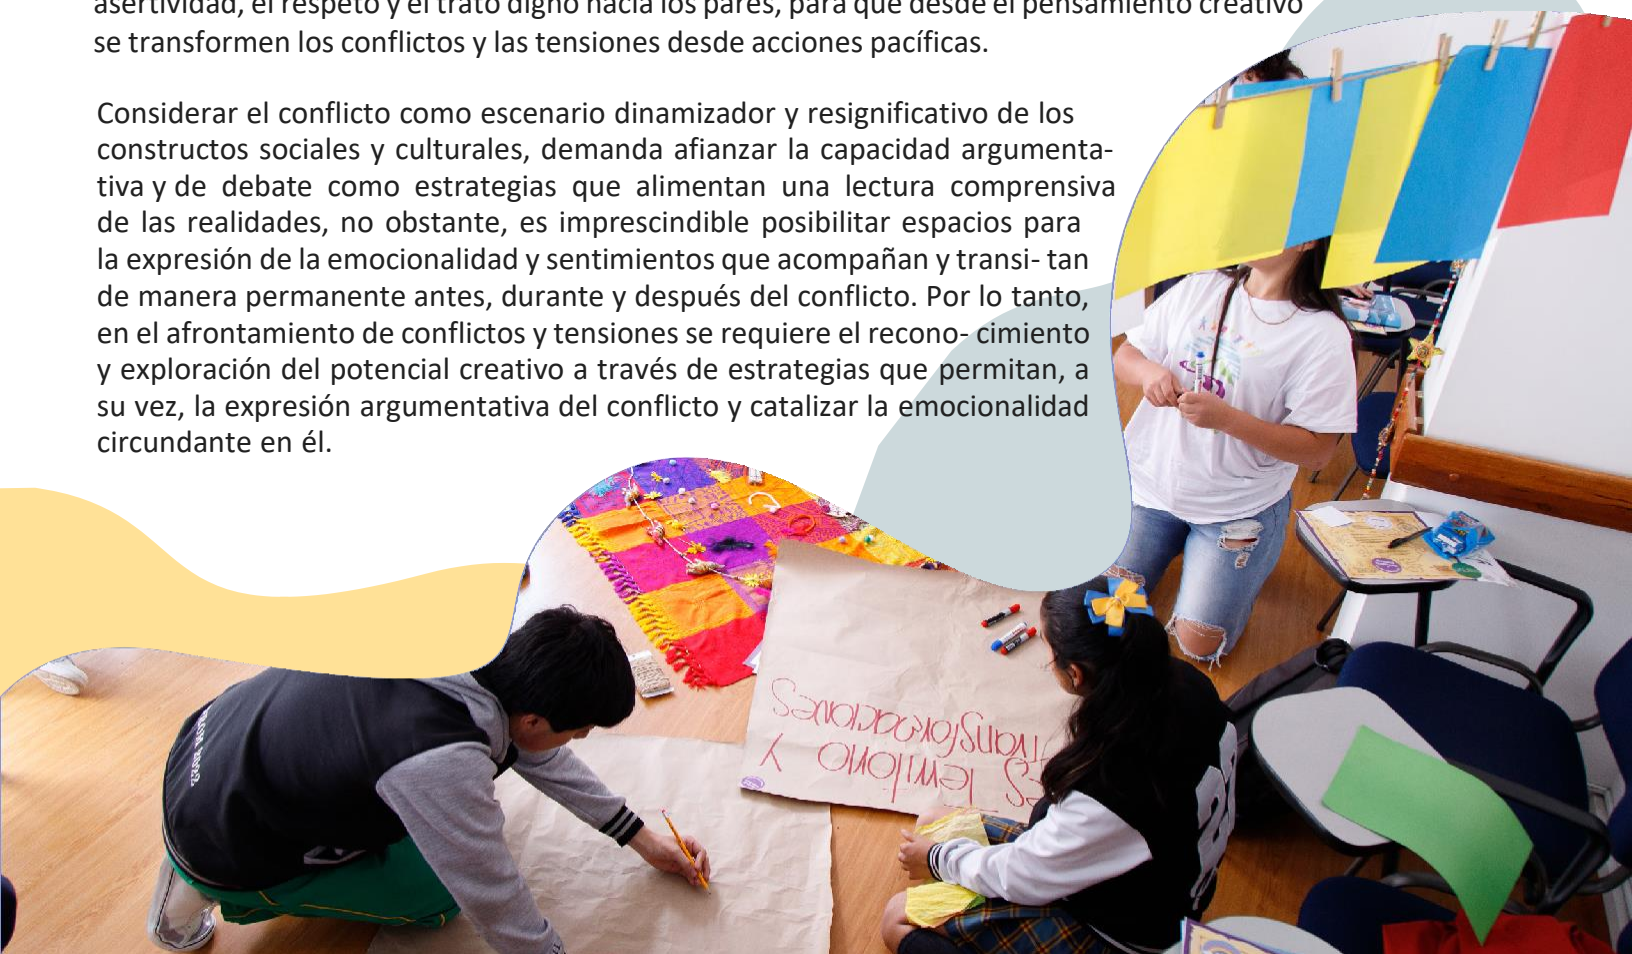 asertividad, el respeto y el trato digno hacia los pares, para que desde el pensamiento creativo
se transformen los conflictos y las tensiones desde acciones pacíficas.
Considerar el conflicto como escenario dinamizador y resignificativo de los
constructos sociales y culturales, demanda afianzar la capacidad argumenta-
tiva y de debate como estrategias que alimentan una lectura comprensiva
de las realidades, no obstante, es imprescindible posibilitar espacios para
la expresión de la emocionalidad y sentimientos que acompañan y transi- tan
de manera permanente antes, durante y después del conflicto. Por lo tanto,
en el afrontamiento de conflictos y tensiones se requiere el recono- cimiento
y exploración del potencial creativo a través de estrategias que permitan, a
su vez, la expresión argumentativa del conflicto y catalizar la emocionalidad
circundante en él.
Territorio Y
Transformaciones